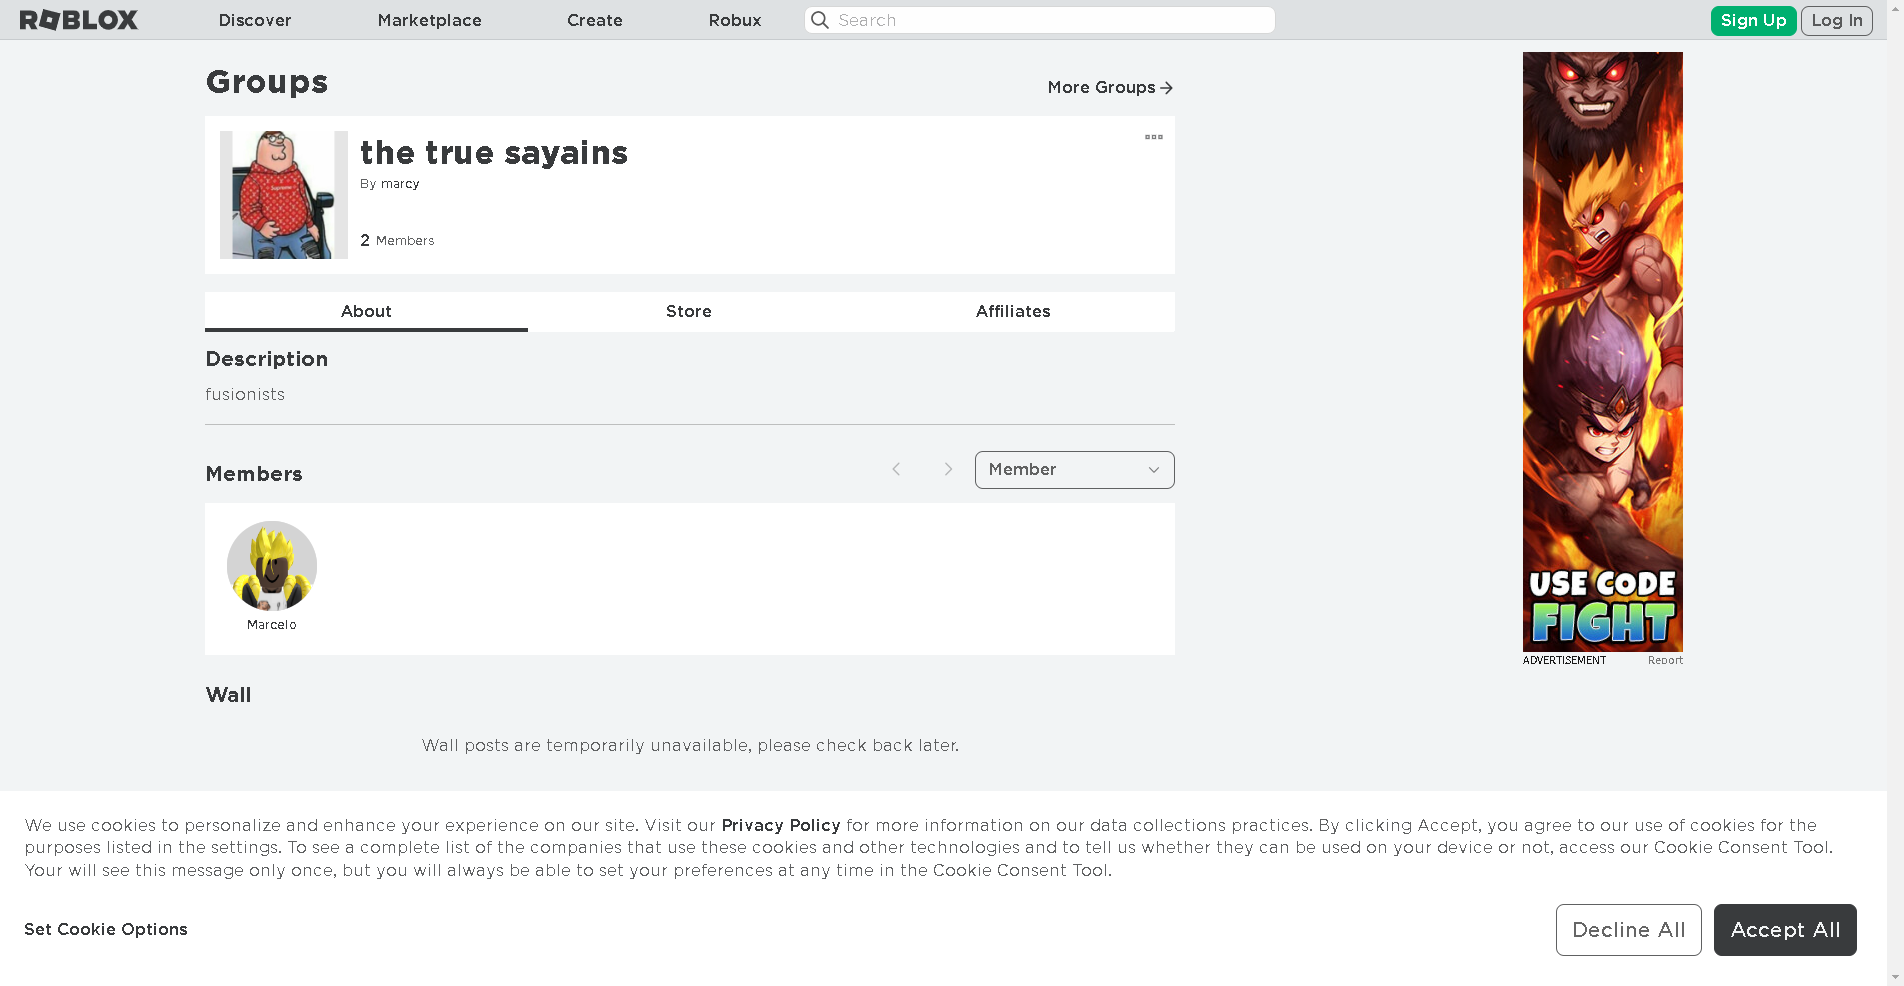 ROBLOX
Discover
Marketplace
Create
Robux
Search
Sign Up
Log In
Groups
More Groups
the true sayains
By marcy
2 Members
About
Store
Affiliates
Description
fusionists
Members
Member
Marcelo
Wall
Wall posts are temporarily unavailable, please check back later.
USE CODE
FIGHT
ADVERTISEMENT
Report
We use cookies to personalize and enhance your experience on our site. Visit our Privacy Policy for more information on our data collections practices. By clicking Accept, you agree to our use of cookies for the
purposes listed in the settings. To see a complete list of the companies that use these cookies and other technologies and to tell us whether they can be used on your device or not, access our Cookie Consent Tool.
Your will see this message only once, but you will always be able to set your preferences at any time in the Cookie Consent Tool.
Set Cookie Options
Decline All
Accept All